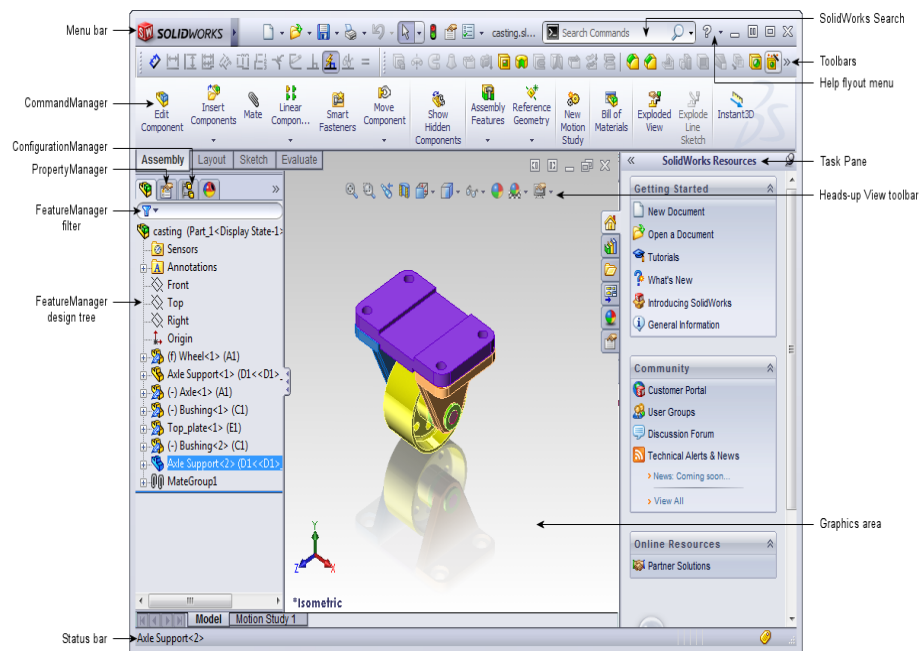 SolidWorks Search
Menu bar
SOLIDWORKS
casting.sl...
Search Commands
Toolbars
Help flyout menu
CommandManager
Edit Component
Insert Components
Mate
Linear Compon...
Smart Fasteners
Move Component
Show Hidden Components
Assembly Features
Reference Geometry
New Motion Study
Bill of Materials
Exploded View
Explode Line Sketch
Instant3D
ConfigurationManager
PropertyManager
Assembly
Layout
Sketch
Evaluate
SolidWorks Resources
Task Pane
Heads-up View toolbar
FeatureManager filter
FeatureManager design tree
casting (Part_1<Display State-1>
Sensors
Annotations
Front
Top
Right
Origin
(f) Wheel<1> (A1)
Axle Support<1> (D1<<D1>_
(-) Axle<1> (A1)
(-) Bushing<1> (C1)
Top_plate<1> (E1)
(-) Bushing<2> (C1)
Axle Support<2> (D1<<D1>_
MateGroup1
Y
Z
X
*Isometric
Getting Started
New Document
Open a Document
Tutorials
What's New
Introducing SolidWorks
General Information
Community
Customer Portal
User Groups
Discussion Forum
Technical Alerts & News
News: Coming soon...
View All
Graphics area
Online Resources
Partner Solutions
Model
Motion Study 1
Status bar
Axle Support<2>